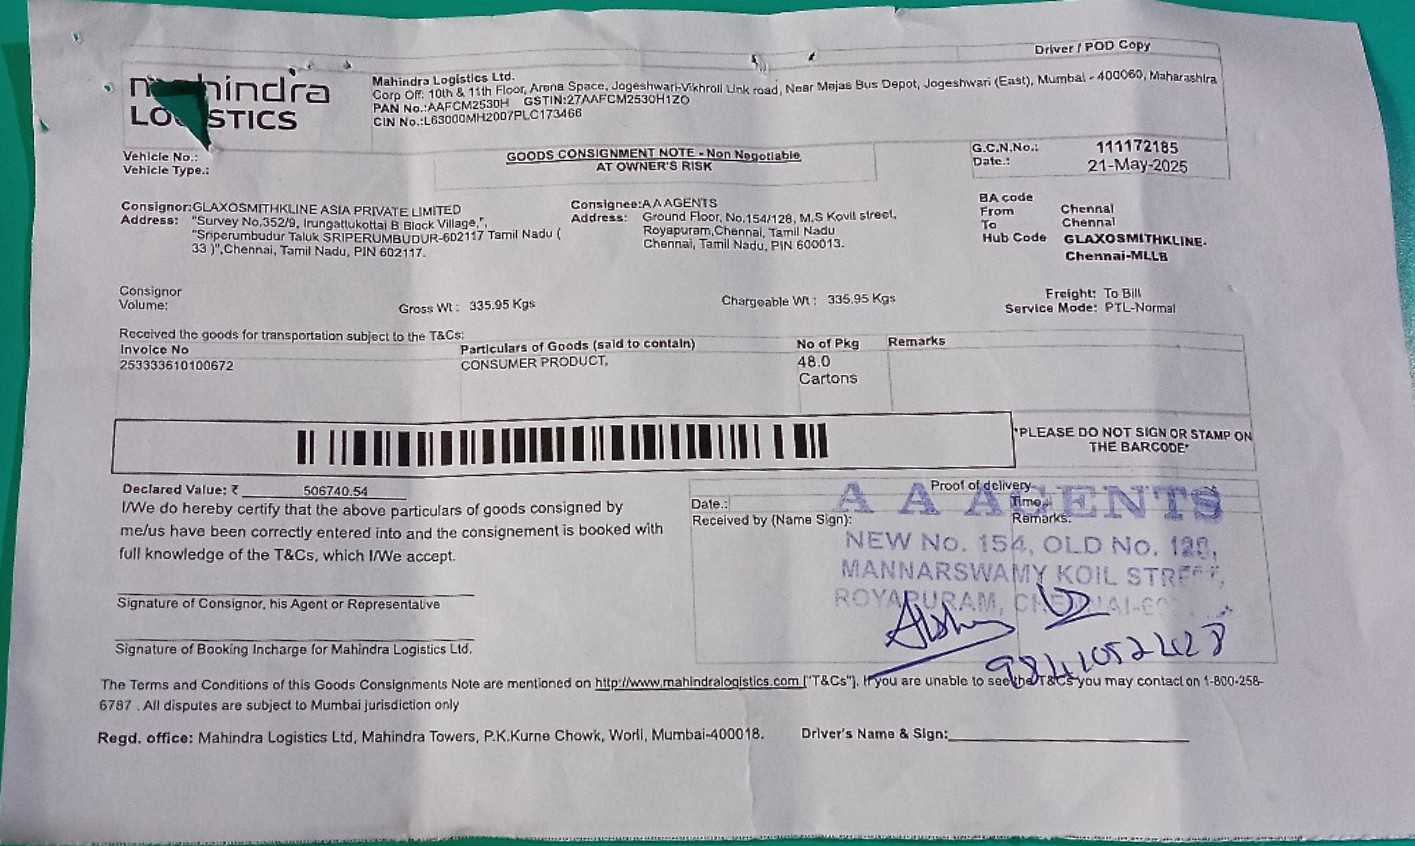 Driver / POD Copy
mahindra
LOGISTICS
Mahindra Logistics Ltd.
Corp Off: 10th & 11th Floor, Arena Space, Jogeshwari-Vikhroli Link road, Near Majas Bus Depot, Jogeshwari (East), Mumbai - 400060, Maharashtra
PAN No.:AAFCM2530H GSTIN:27AAFCM2530H1ZO
CIN No.:L63000MH2007PLC173466
Vehicle No.:
Vehicle Type.:
GOODS CONSIGNMENT NOTE - Non Negotiable
AT OWNER'S RISK
G.C.N.No.: 111172185
Date.: 21-May-2025
Consignor:GLAXOSMITHKLINE ASIA PRIVATE LIMITED
Address: "Survey No.352/9, Irungattukottai B Block Village,",
"Sriperumbudur Taluk SRIPERUMBUDUR-602117 Tamil Nadu (
33 )",Chennai, Tamil Nadu, PIN 602117.
Consignee:AA AGENTS
Address: Ground Floor, No.154/128, M.S Kovil street,
Royapuram,Chennai, Tamil Nadu
Chennai, Tamil Nadu, PIN 600013.
BA code
From Chennai
To Chennai
Hub Code GLAXOSMITHKLINE-
Chennai-MLLB
Consignor
Volume:
Gross Wt : 335.95 Kgs
Chargeable Wt : 335.95 Kgs
Freight: To Bill
Service Mode: PTL-Normal
Received the goods for transportation subject to the T&Cs:
Invoice No Particulars of Goods (said to contain) No of Pkg Remarks
253333610100672 CONSUMER PRODUCT, 48.0
Cartons
*PLEASE DO NOT SIGN OR STAMP ON
THE BARCODE*
Declared Value: ₹ 506740.54
I/We do hereby certify that the above particulars of goods consigned by
me/us have been correctly entered into and the consignement is booked with
full knowledge of the T&Cs, which I/We accept.
Signature of Consignor, his Agent or Representative
Signature of Booking Incharge for Mahindra Logistics Ltd.
Proof of delivery
Date.: Time.:
Received by (Name Sign): Remarks:
A A AGENTS
NEW No. 154, OLD No. 128,
MANNARSWAMY KOIL STREET,
ROYAPURAM, CHENNAI-
The Terms and Conditions of this Goods Consignments Note are mentioned on http://www.mahindralogistics.com ["T&Cs"]. If you are unable to see the T&Cs you may contact on 1-800-258-
6787 . All disputes are subject to Mumbai jurisdiction only
Regd. office: Mahindra Logistics Ltd, Mahindra Towers, P.K.Kurne Chowk, Worli, Mumbai-400018.
Driver's Name & Sign: